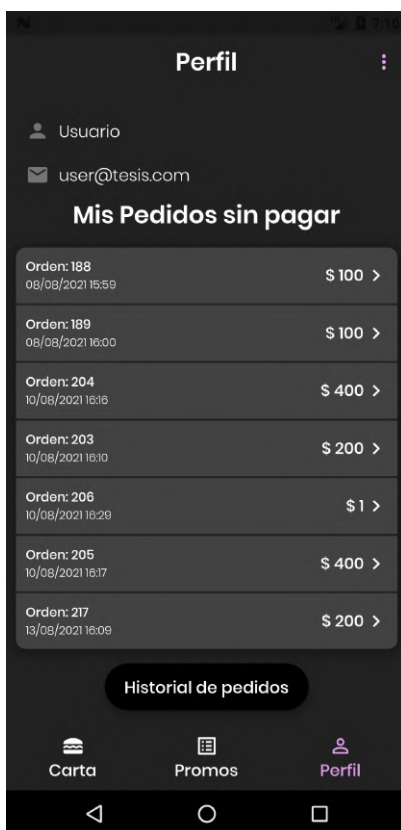 7:10
Perfil
Usuario
user@tesis.com
Mis Pedidos sin pagar
Orden: 188
08/08/2021 15:59
$ 100 >
Orden: 189
08/08/2021 16:00
$ 100 >
Orden: 204
10/08/2021 16:16
$ 400 >
Orden: 203
10/08/2021 16:10
$ 200 >
Orden: 206
10/08/2021 16:29
$ 1 >
Orden: 205
10/08/2021 16:17
$ 400 >
Orden: 217
13/08/2021 16:09
$ 200 >
Historial de pedidos
Carta
Promos
Perfil